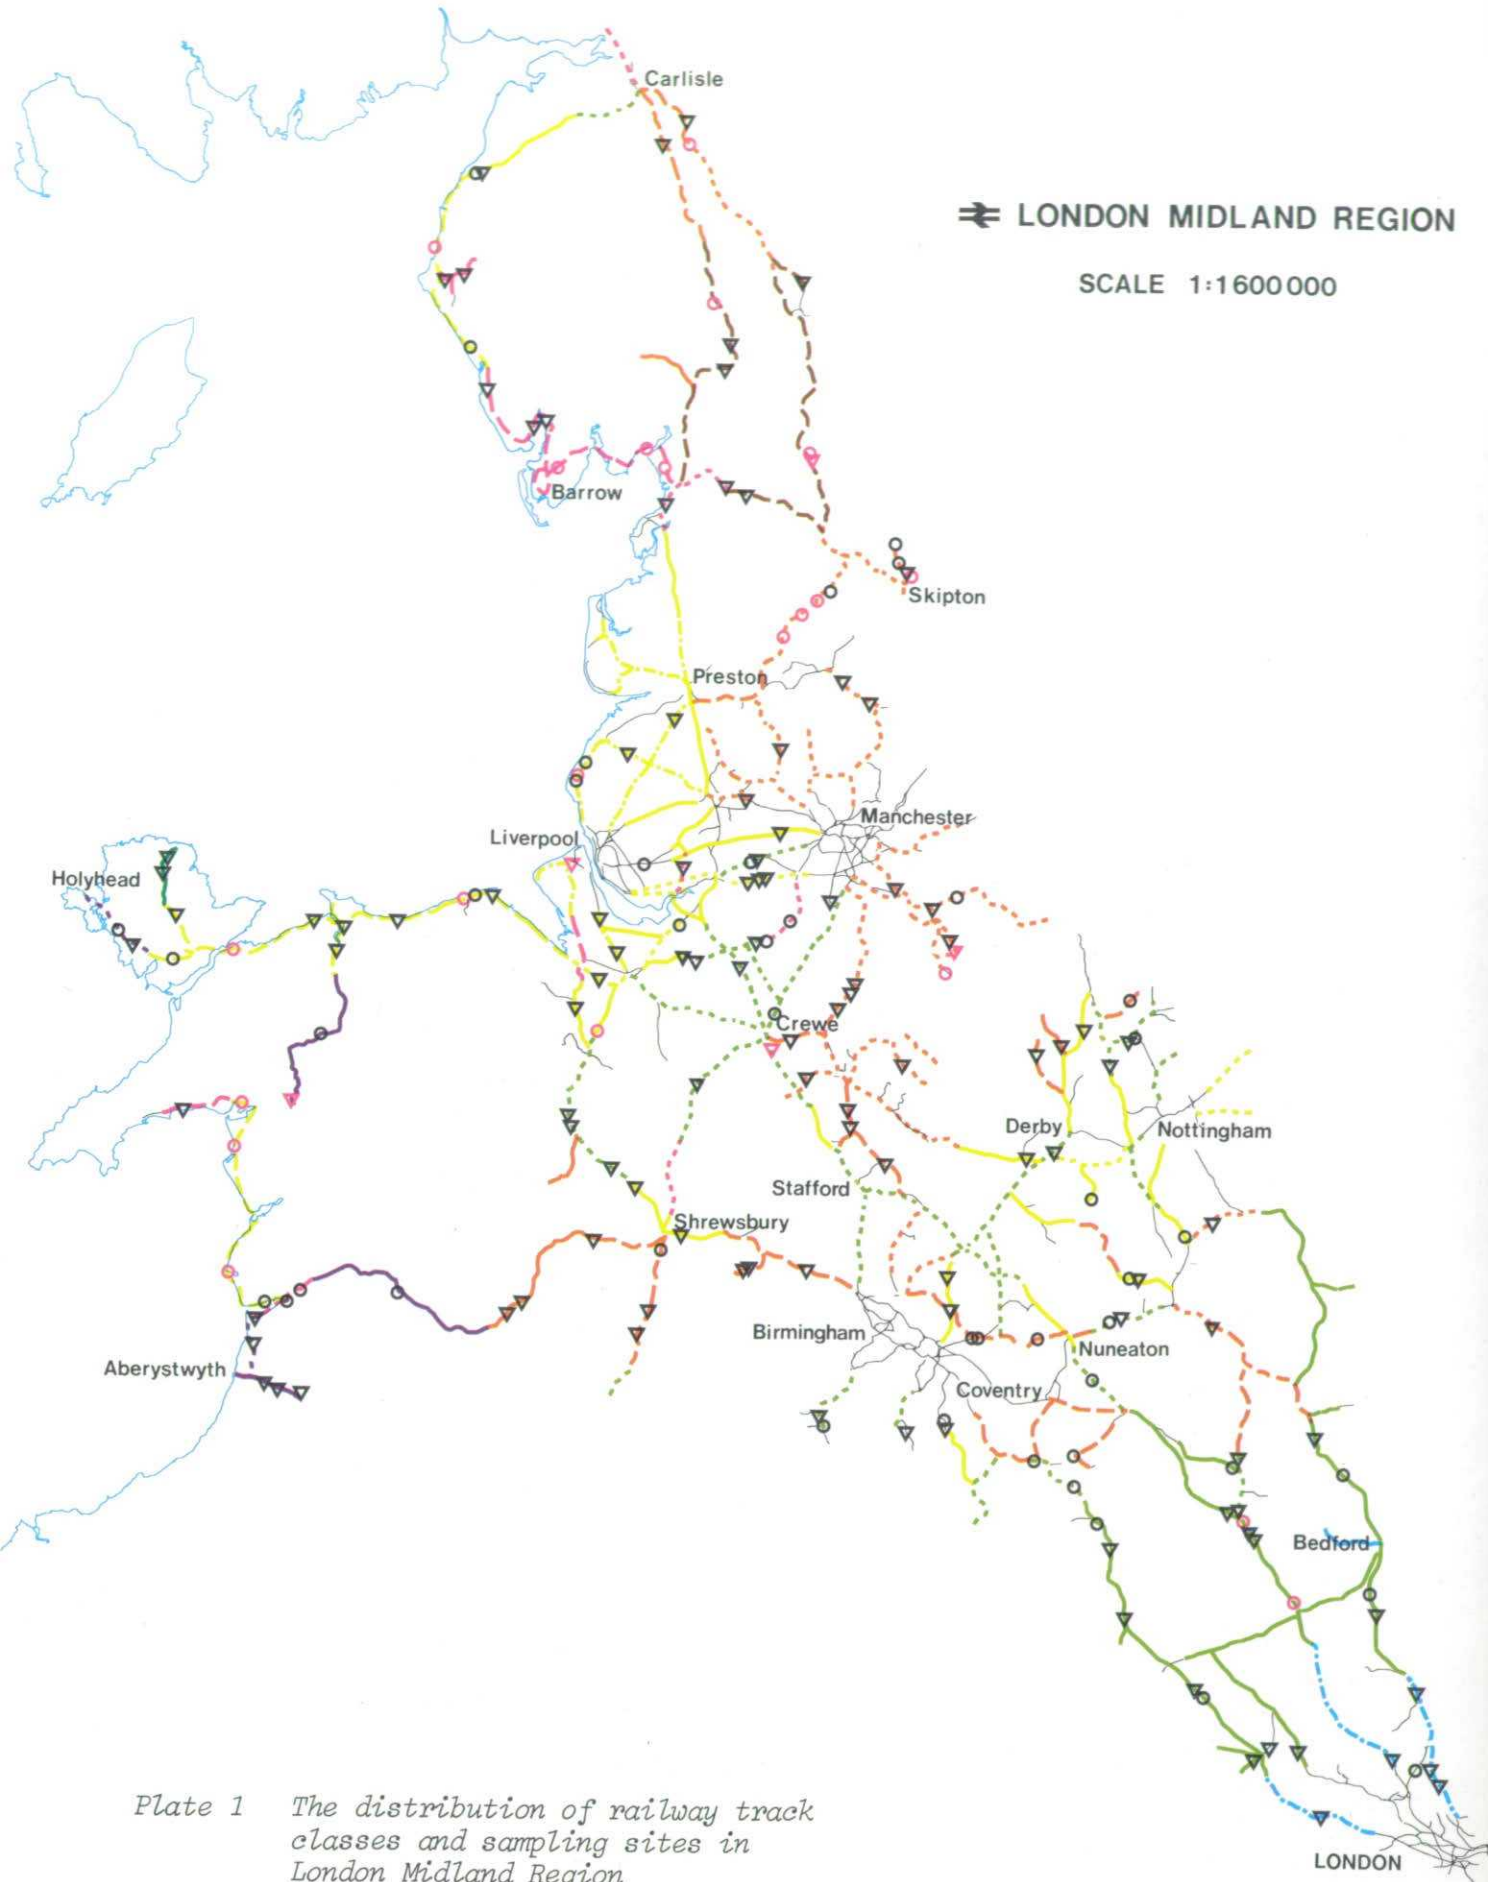 Carlisle
LONDON MIDLAND REGION
SCALE 1:1600000
Barrow
Skipton
Preston
Manchester
Liverpool
Holyhead
Crewe
Derby
Nottingham
Stafford
Shrewsbury
Birmingham
Nuneaton
Aberystwyth
Coventry
Bedford
Plate 1 The distribution of railway track
classes and sampling sites in
London Midland Region
LONDON